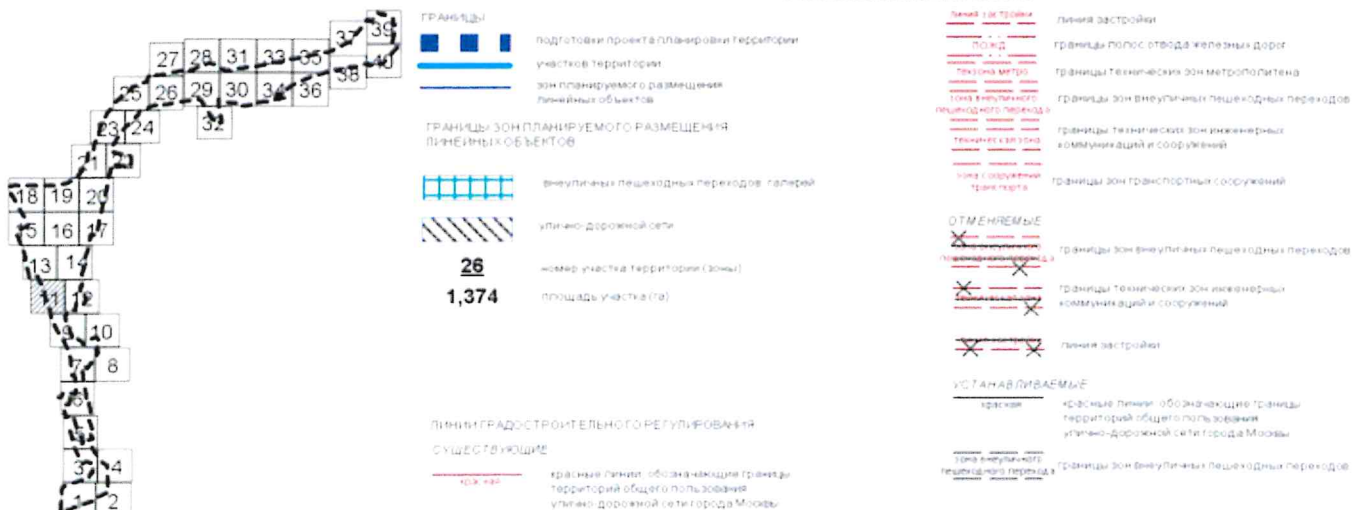 39
37
27 28 31 33 35 40
38
25 26 29 30 34 36
32
23 24
21
18 19 20
15 16 17
13 14
11 12
9 10
7 8
6
5
3 4
1 2
ГРАНИЦЫ
подготовки проекта планировки территории
участков территории
зон планируемого размещения
линейных объектов
ГРАНИЦЫ ЗОН ПЛАНИРУЕМОГО РАЗМЕЩЕНИЯ
ЛИНЕЙНЫХ ОБЪЕКТОВ
внеуличных пешеходных переходов, галерей
улично-дорожной сети
26
номер участка территории (зоны)
1,374
площадь участка (га)
ЛИНИИ ГРАДОСТРОИТЕЛЬНОГО РЕГУЛИРОВАНИЯ
СУЩЕСТВУЮЩИЕ
красная
красные линии, обозначающие границы
территорий общего пользования
улично-дорожной сети города Москвы
линия застройки
линия застройки
ПОЖД
границы полос отвода железных дорог
техзона метро
границы технических зон метрополитена
зона внеуличного
пешеходного перехода
границы зон внеуличных пешеходных переходов
техническая зона
границы технических зон инженерных
коммуникаций и сооружений
зона сооружений
транспорта
границы зон транспортных сооружений
ОТМЕНЯЕМЫЕ
пешеходного перехода
границы зон внеуличных пешеходных переходов
техническая зона
границы технических зон инженерных
коммуникаций и сооружений
линия застройки
УСТАНАВЛИВАЕМЫЕ
красная
красные линии, обозначающие границы
территорий общего пользования
улично-дорожной сети города Москвы
зона внеуличного
пешеходного перехода
границы зон внеуличных пешеходных переходов